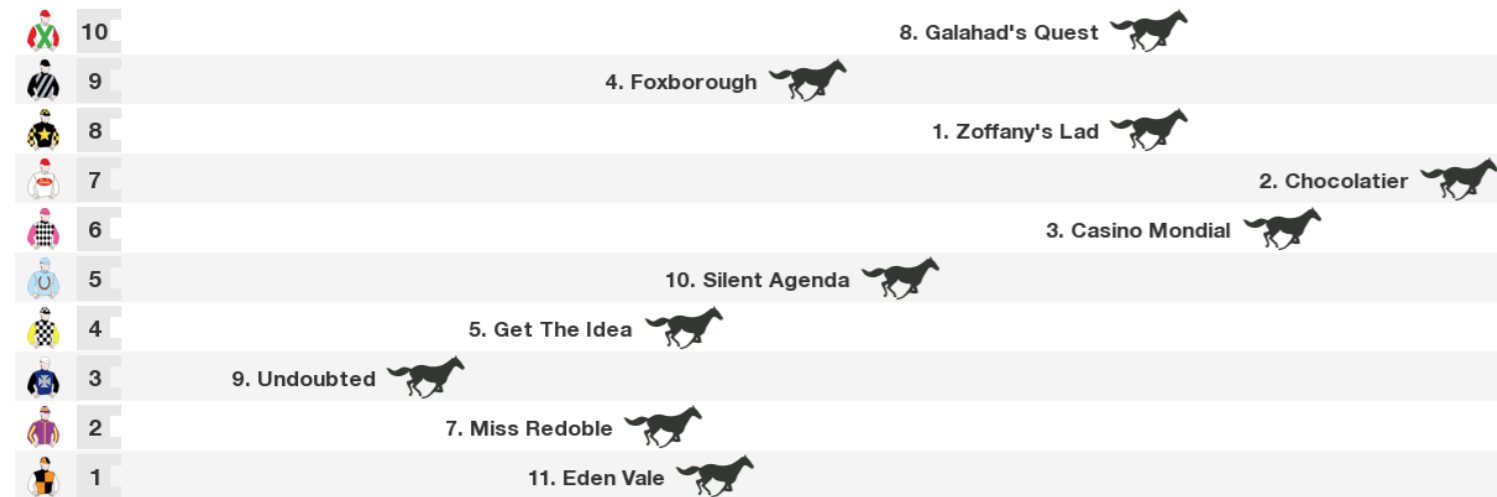 10 8. Galahad's Quest
9 4. Foxborough
8 1. Zoffany's Lad
7 2. Chocolatier
6 3. Casino Mondial
5 10. Silent Agenda
4 5. Get The Idea
3 9. Undoubted
2 7. Miss Redoble
1 11. Eden Vale